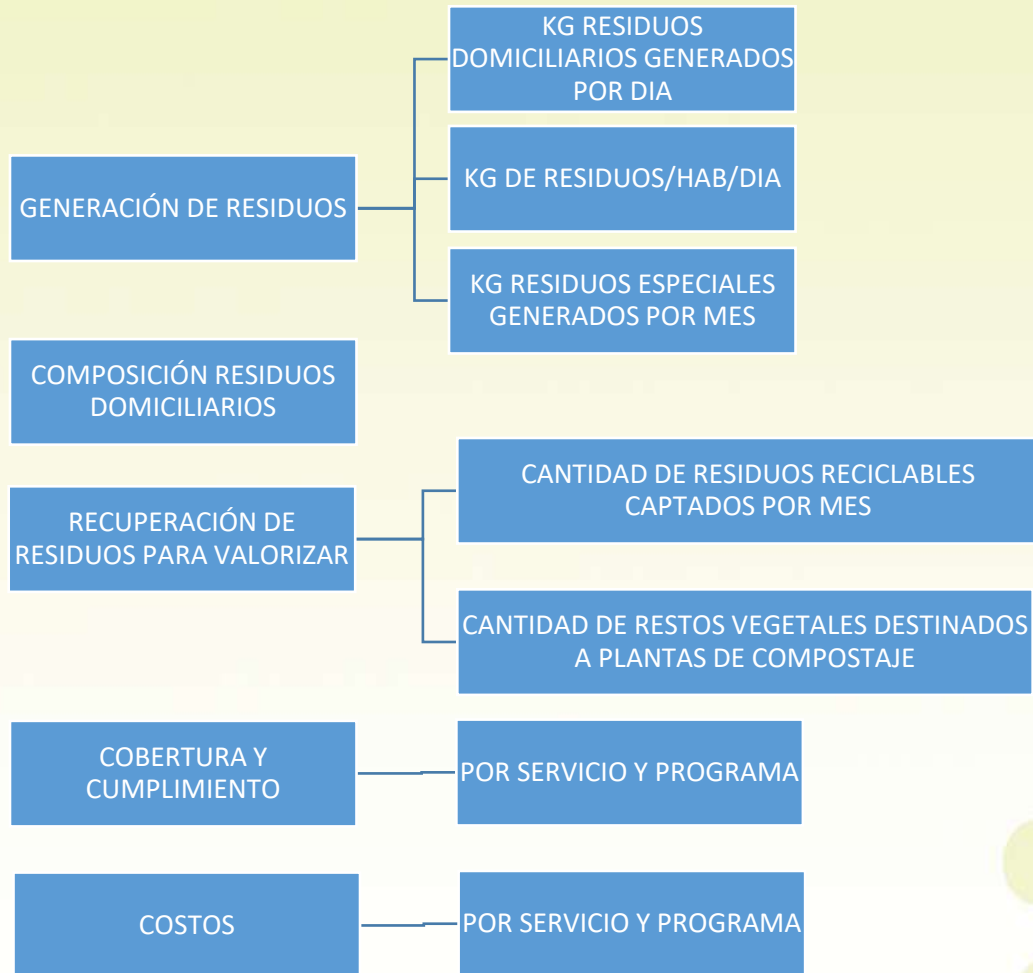 GENERACIÓN DE RESIDUOS
KG RESIDUOS
DOMICILIARIOS GENERADOS
POR DIA
KG DE RESIDUOS/HAB/DIA
KG RESIDUOS ESPECIALES
GENERADOS POR MES
COMPOSICIÓN RESIDUOS
DOMICILIARIOS
RECUPERACIÓN DE
RESIDUOS PARA VALORIZAR
CANTIDAD DE RESIDUOS RECICLABLES
CAPTADOS POR MES
CANTIDAD DE RESTOS VEGETALES DESTINADOS
A PLANTAS DE COMPOSTAJE
COBERTURA Y
CUMPLIMIENTO
POR SERVICIO Y PROGRAMA
COSTOS
POR SERVICIO Y PROGRAMA